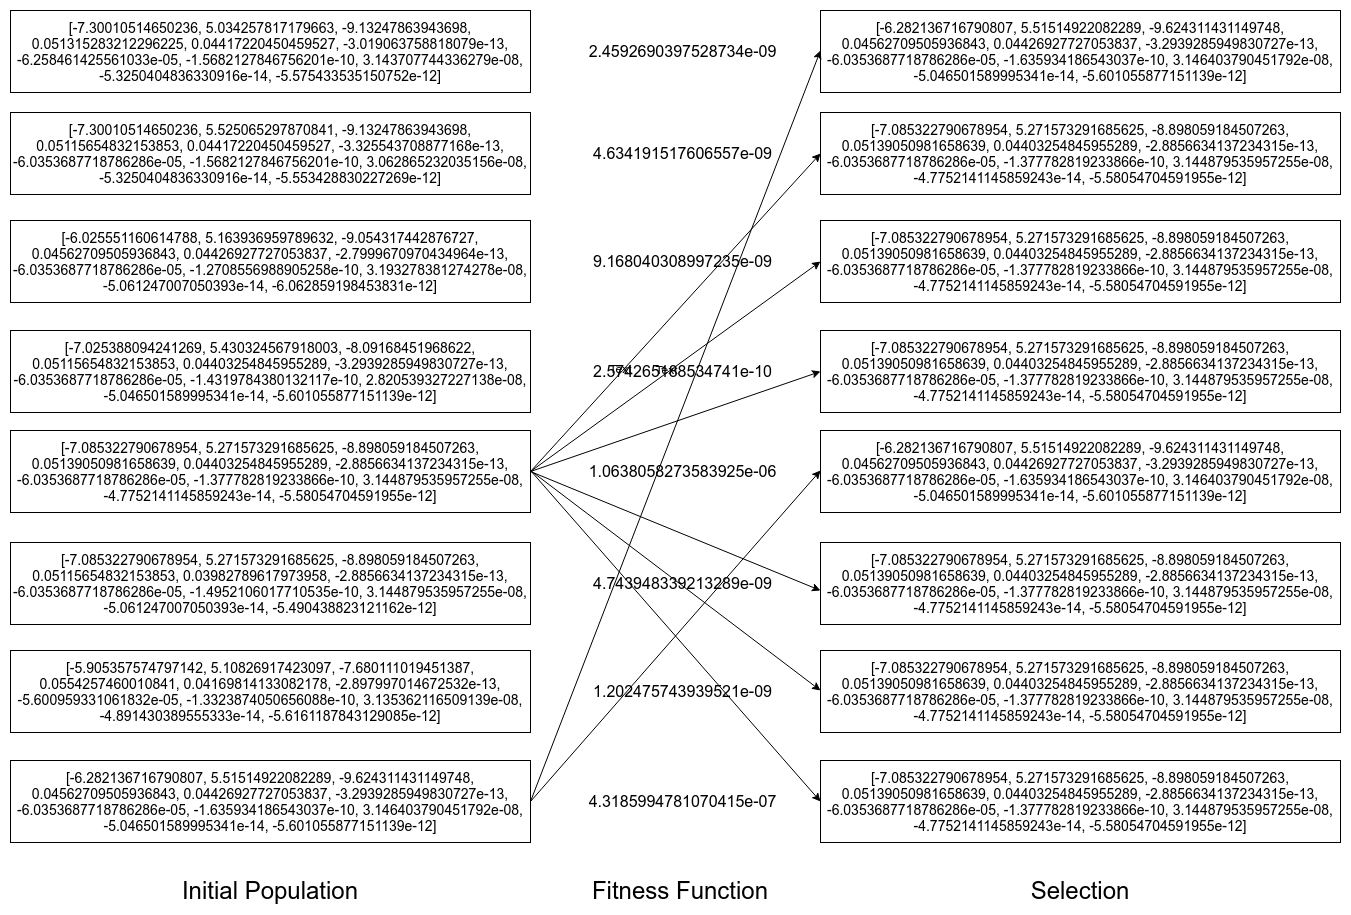 [-7.30010514650236, 5.034257817179663, -9.13247863943698,
0.051315283212296225, 0.04417220450459527, -3.019063758818079e-13,
-6.258461425561033e-05, -1.5682127846756201e-10, 3.143707744336279e-08,
-5.3250404836330916e-14, -5.575433535150752e-12]
2.4592690397528734e-09
[-6.282136716790807, 5.51514922082289, -9.624311431149748,
0.04562709505936843, 0.04426927727053837, -3.2939285949830727e-13,
-6.0353687718786286e-05, -1.635934186543037e-10, 3.146403790451792e-08,
-5.046501589995341e-14, -5.601055877151139e-12]
[-7.30010514650236, 5.525065297870841, -9.13247863943698,
0.05115654832153853, 0.04417220450459527, -3.325543708877168e-13,
-6.0353687718786286e-05, -1.5682127846756201e-10, 3.062865232035156e-08,
-5.3250404836330916e-14, -5.553428830227269e-12]
4.634191517606557e-09
[-7.085322790678954, 5.271573291685625, -8.898059184507263,
0.05139050981658639, 0.04403254845955289, -2.8856634137234315e-13,
-6.0353687718786286e-05, -1.377782819233866e-10, 3.144879535957255e-08,
-4.7752141145859243e-14, -5.58054704591955e-12]
[-6.025551160614788, 5.163936959789632, -9.054317442876727,
0.04562709505936843, 0.04426927727053837, -2.7999670970434964e-13,
-6.0353687718786286e-05, -1.2708556988905258e-10, 3.193278381274278e-08,
-5.061247007050393e-14, -6.062859198453831e-12]
9.168040308997235e-09
[-7.085322790678954, 5.271573291685625, -8.898059184507263,
0.05139050981658639, 0.04403254845955289, -2.8856634137234315e-13,
-6.0353687718786286e-05, -1.377782819233866e-10, 3.144879535957255e-08,
-4.7752141145859243e-14, -5.58054704591955e-12]
[-7.025388094241269, 5.430324567918003, -8.09168451968622,
0.05115654832153853, 0.04403254845955289, -3.2939285949830727e-13,
-6.0353687718786286e-05, -1.4319784380132117e-10, 2.820539327227138e-08,
-5.046501589995341e-14, -5.601055877151139e-12]
2.574265188534741e-10
[-7.085322790678954, 5.271573291685625, -8.898059184507263,
0.05139050981658639, 0.04403254845955289, -2.8856634137234315e-13,
-6.0353687718786286e-05, -1.377782819233866e-10, 3.144879535957255e-08,
-4.7752141145859243e-14, -5.58054704591955e-12]
[-7.085322790678954, 5.271573291685625, -8.898059184507263,
0.05139050981658639, 0.04403254845955289, -2.8856634137234315e-13,
-6.0353687718786286e-05, -1.377782819233866e-10, 3.144879535957255e-08,
-4.7752141145859243e-14, -5.58054704591955e-12]
1.0638058273583925e-06
[-6.282136716790807, 5.51514922082289, -9.624311431149748,
0.04562709505936843, 0.04426927727053837, -3.2939285949830727e-13,
-6.0353687718786286e-05, -1.635934186543037e-10, 3.146403790451792e-08,
-5.046501589995341e-14, -5.601055877151139e-12]
[-7.085322790678954, 5.271573291685625, -8.898059184507263,
0.05115654832153853, 0.03982789617973958, -2.8856634137234315e-13,
-6.0353687718786286e-05, -1.4952106017710535e-10, 3.144879535957255e-08,
-5.061247007050393e-14, -5.490438823121162e-12]
4.743948339213289e-09
[-7.085322790678954, 5.271573291685625, -8.898059184507263,
0.05139050981658639, 0.04403254845955289, -2.8856634137234315e-13,
-6.0353687718786286e-05, -1.377782819233866e-10, 3.144879535957255e-08,
-4.7752141145859243e-14, -5.58054704591955e-12]
[-5.905357574797142, 5.10826917423097, -7.680111019451387,
0.0554257460010841, 0.04169814133082178, -2.897997014672532e-13,
-5.600959331061832e-05, -1.3323874050656088e-10, 3.135362116509139e-08,
-4.891430389555333e-14, -5.6161187843129085e-12]
1.202475743939521e-09
[-7.085322790678954, 5.271573291685625, -8.898059184507263,
0.05139050981658639, 0.04403254845955289, -2.8856634137234315e-13,
-6.0353687718786286e-05, -1.377782819233866e-10, 3.144879535957255e-08,
-4.7752141145859243e-14, -5.58054704591955e-12]
[-6.282136716790807, 5.51514922082289, -9.624311431149748,
0.04562709505936843, 0.04426927727053837, -3.2939285949830727e-13,
-6.0353687718786286e-05, -1.635934186543037e-10, 3.146403790451792e-08,
-5.046501589995341e-14, -5.601055877151139e-12]
4.3185994781070415e-07
[-7.085322790678954, 5.271573291685625, -8.898059184507263,
0.05139050981658639, 0.04403254845955289, -2.8856634137234315e-13,
-6.0353687718786286e-05, -1.377782819233866e-10, 3.144879535957255e-08,
-4.7752141145859243e-14, -5.58054704591955e-12]
Initial Population
Fitness Function
Selection